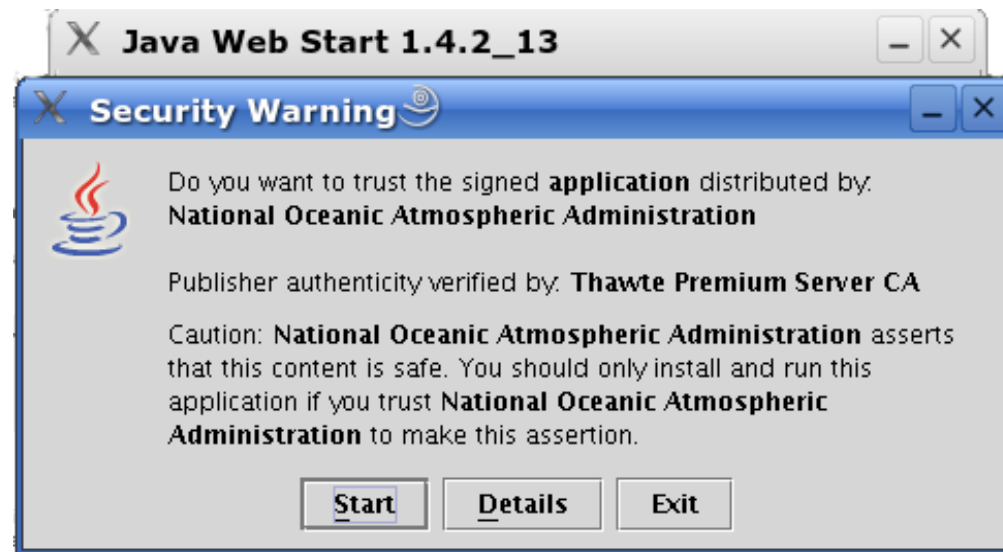 Java Web Start 1.4.2_13
Security Warning
Do you want to trust the signed application distributed by:
National Oceanic Atmospheric Administration
Publisher authenticity verified by: Thawte Premium Server CA
Caution: National Oceanic Atmospheric Administration asserts
that this content is safe. You should only install and run this
application if you trust National Oceanic Atmospheric
Administration to make this assertion.
Start Details Exit